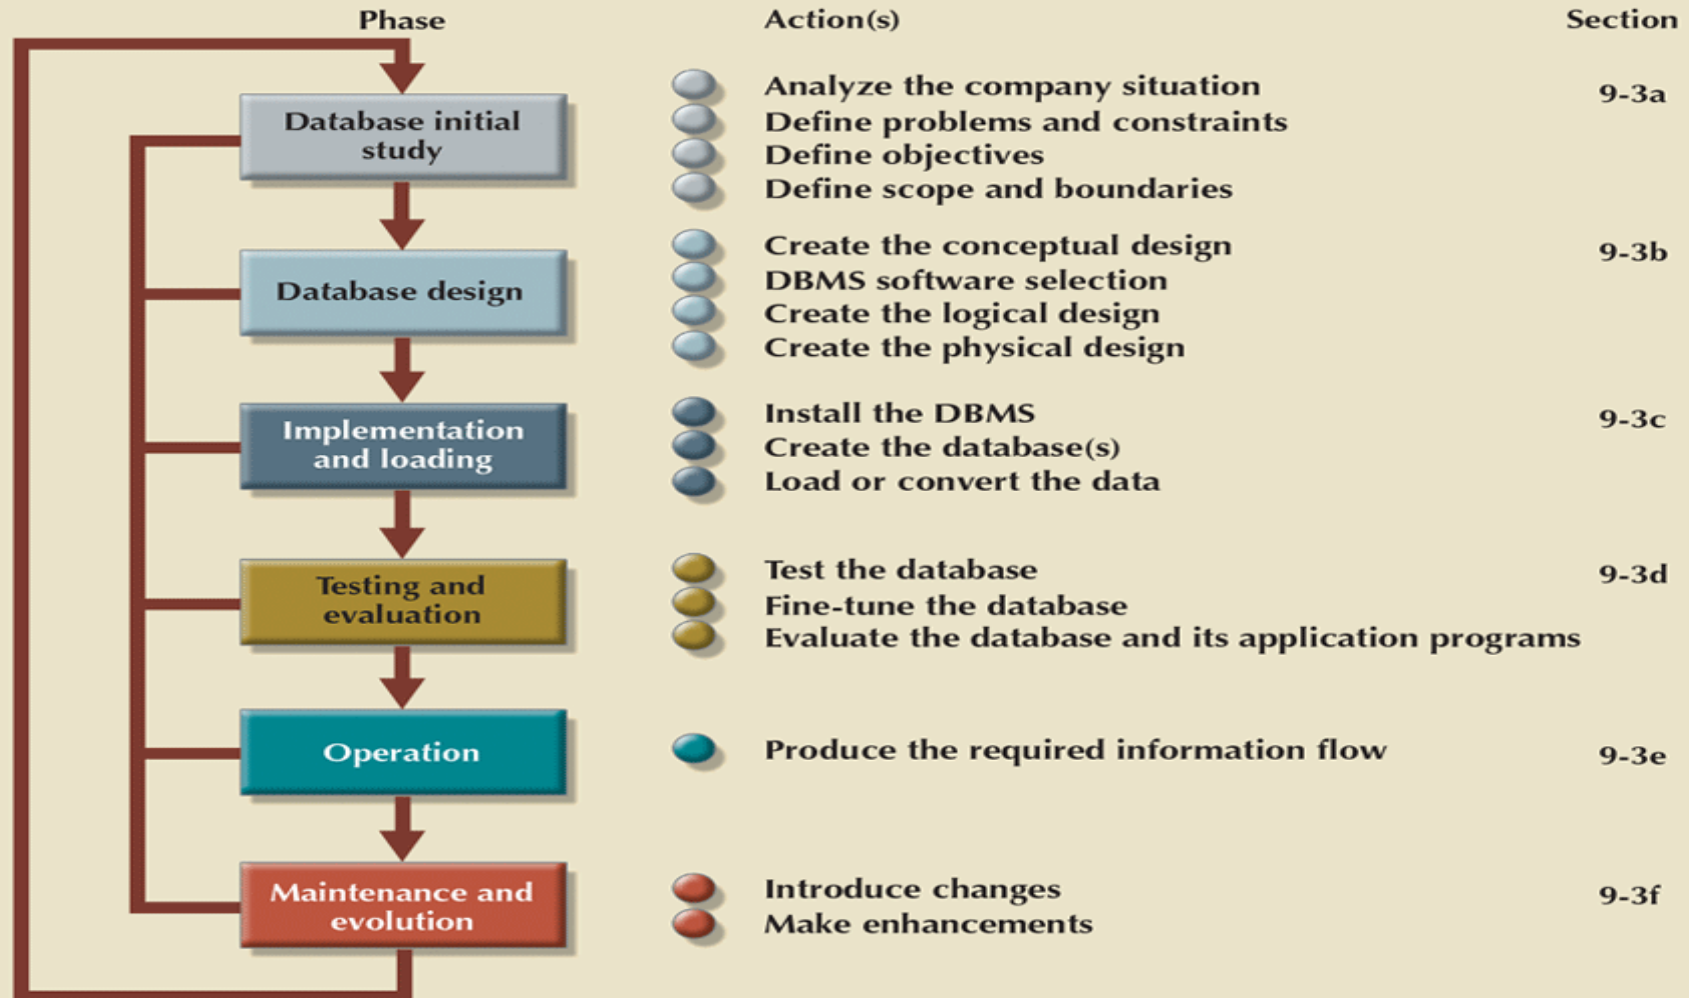 Phase Action(s) Section
Database initial
study
Analyze the company situation 9-3a
Define problems and constraints
Define objectives
Define scope and boundaries
Database design
Create the conceptual design 9-3b
DBMS software selection
Create the logical design
Create the physical design
Implementation
and loading
Install the DBMS 9-3c
Create the database(s)
Load or convert the data
Testing and
evaluation
Test the database 9-3d
Fine-tune the database
Evaluate the database and its application programs
Operation
Produce the required information flow 9-3e
Maintenance and
evolution
Introduce changes 9-3f
Make enhancements